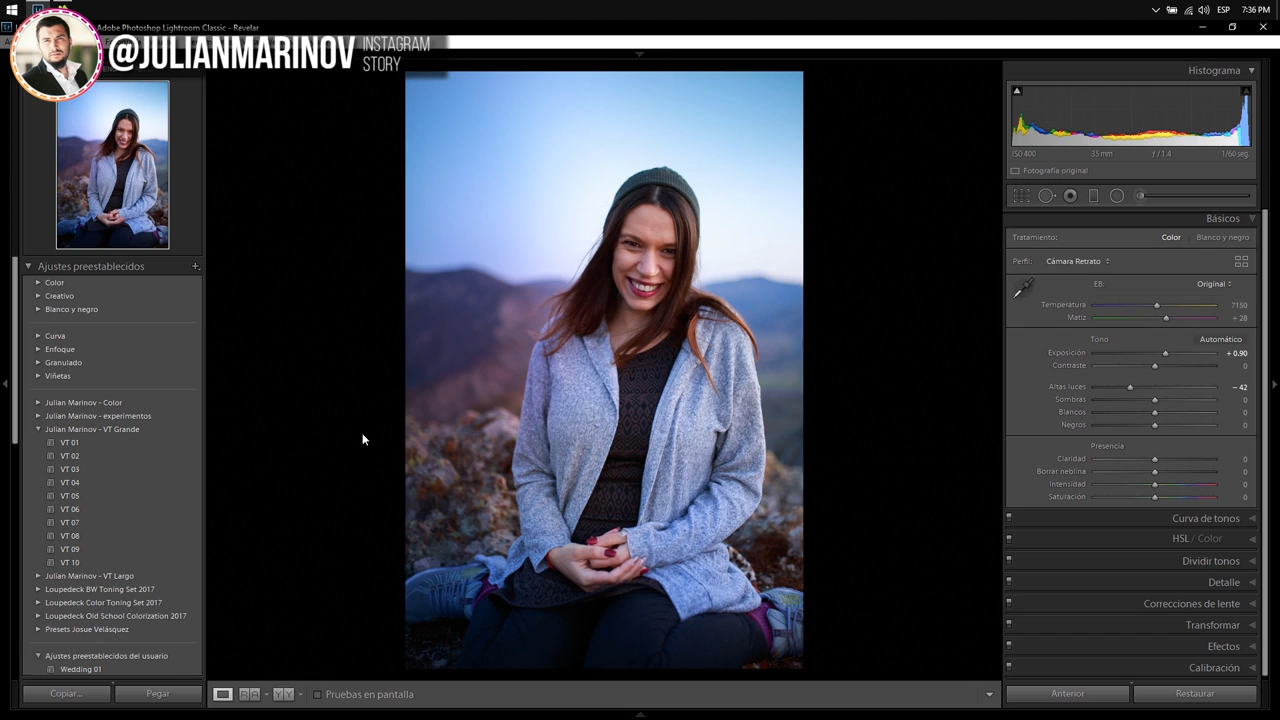 ESP
7:36 PM
Adobe Photoshop Lightroom Classic - Revelar
@JULIANMARINOV
INSTAGRAM
STORY
Ajustes preestablecidos
Color
Creativo
Blanco y negro
Curva
Enfoque
Granulado
Viñetas
Julian Marinov - Color
Julian Marinov - experimentos
Julian Marinov - VT Grande
VT 01
VT 02
VT 03
VT 04
VT 05
VT 06
VT 07
VT 08
VT 09
VT 10
Julian Marinov - VT Largo
Loupedeck BW Toning Set 2017
Loupedeck Color Toning Set 2017
Loupedeck Old School Colorization 2017
Presets Josue Velásquez
Ajustes preestablecidos del usuario
Wedding 01
Copiar...
Pegar
Pruebas en pantalla
Histograma
ISO 400 35 mm ƒ / 1.4 1/60 seg.
Fotografía original
Básicos
Tratamiento: Color Blanco y negro
Perfil: Cámara Retrato
EB: Original
Temperatura 7150
Matiz + 28
Tono Automático
Exposición + 0.90
Contraste 0
Altas luces − 42
Sombras 0
Blancos 0
Negros 0
Presencia
Claridad 0
Borrar neblina 0
Intensidad 0
Saturación 0
Curva de tonos
HSL / Color
Dividir tonos
Detalle
Correcciones de lente
Transformar
Efectos
Calibración
Anterior
Restaurar